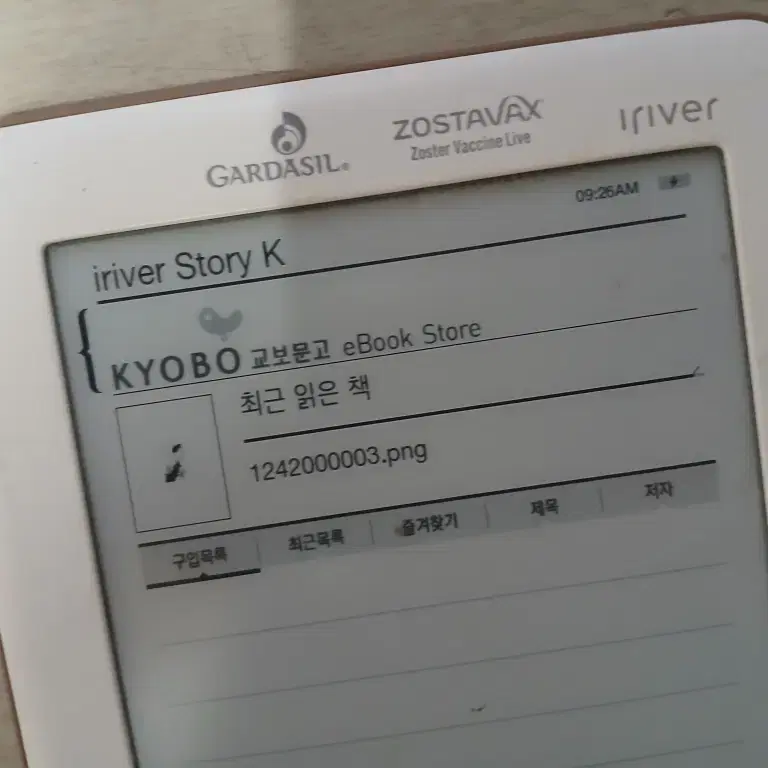 GARDASIL®
ZOSTAVAX
Zoster Vaccine Live
iriver
09:26AM
iriver Story K
KYOBO 교보문고 eBook Store
최근 읽은 책
1242000003.png
구입목록 최근목록 즐겨찾기 제목 저자